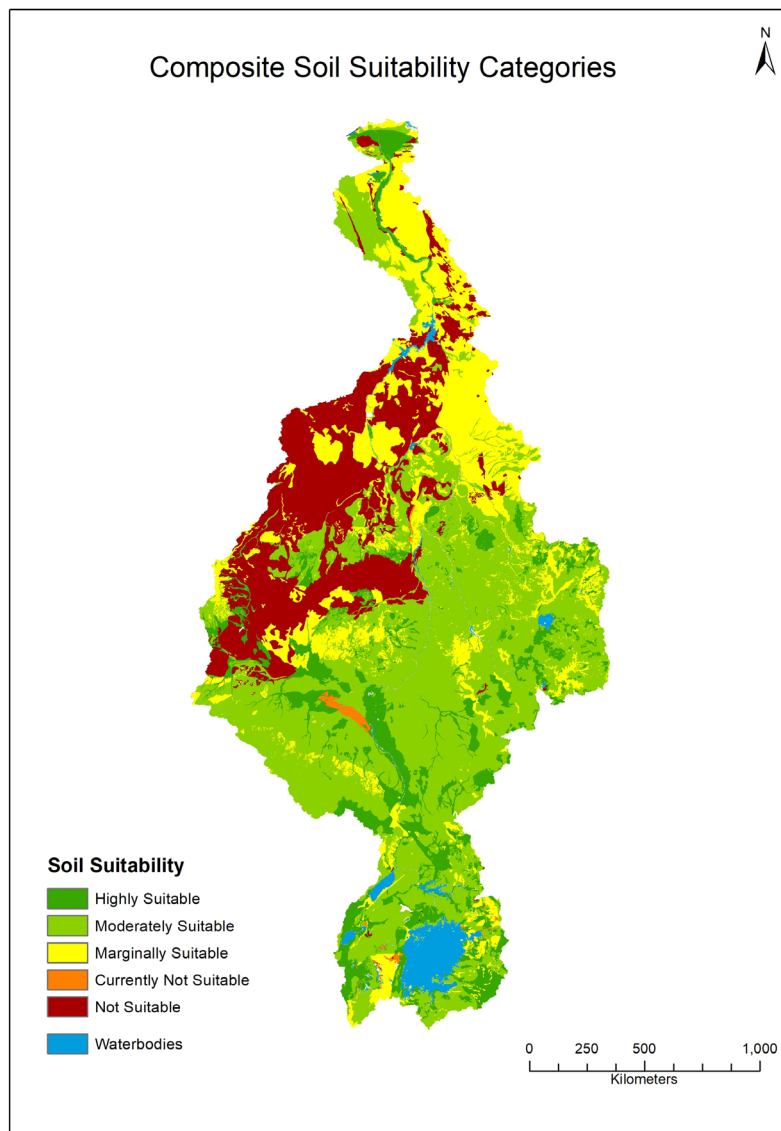 N
Composite Soil Suitability Categories
Soil Suitability
Highly Suitable
Moderately Suitable
Marginally Suitable
Currently Not Suitable
Not Suitable
Waterbodies
0 250 500 1,000
Kilometers